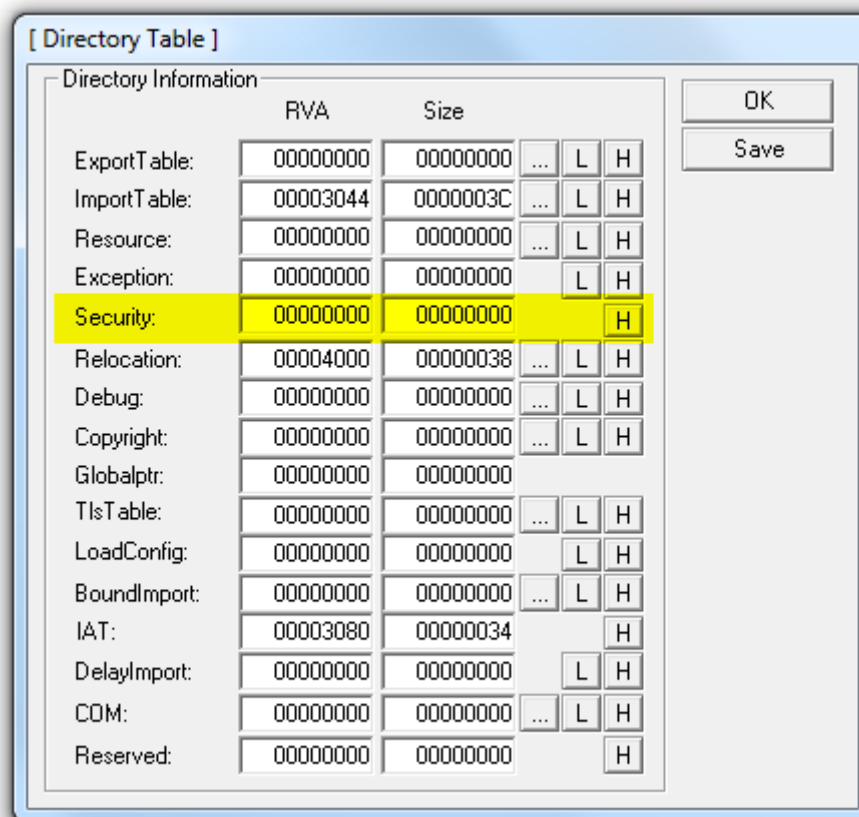 [ Directory Table ]
Directory Information
RVA Size
OK
Save
ExportTable: 00000000 00000000 ... L H
ImportTable: 00003044 0000003C ... L H
Resource: 00000000 00000000 ... L H
Exception: 00000000 00000000 L H
Security: 00000000 00000000 H
Relocation: 00004000 00000038 ... L H
Debug: 00000000 00000000 ... L H
Copyright: 00000000 00000000 ... L H
Globalptr: 00000000 00000000
TlsTable: 00000000 00000000 ... L H
LoadConfig: 00000000 00000000 L H
BoundImport: 00000000 00000000 ... L H
IAT: 00003080 00000034 H
DelayImport: 00000000 00000000 L H
COM: 00000000 00000000 ... L H
Reserved: 00000000 00000000 H